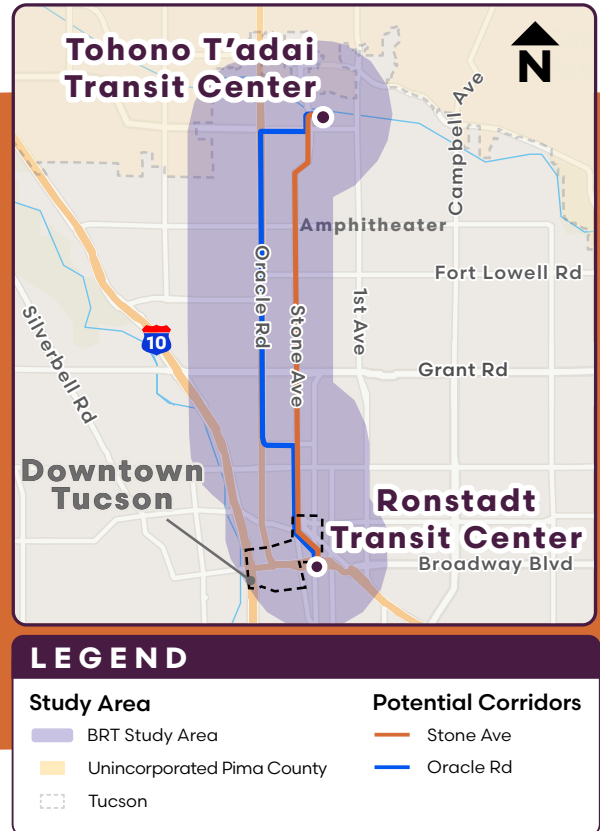 Tohono T’adai
Transit Center
N
Campbell Ave
Amphitheater
Oracle Rd
Fort Lowell Rd
1st Ave
Stone Ave
Silverbell Rd
10
Grant Rd
Downtown
Tucson
Ronstadt
Transit Center
Broadway Blvd
LEGEND
Study Area
BRT Study Area
Unincorporated Pima County
Tucson
Potential Corridors
Stone Ave
Oracle Rd